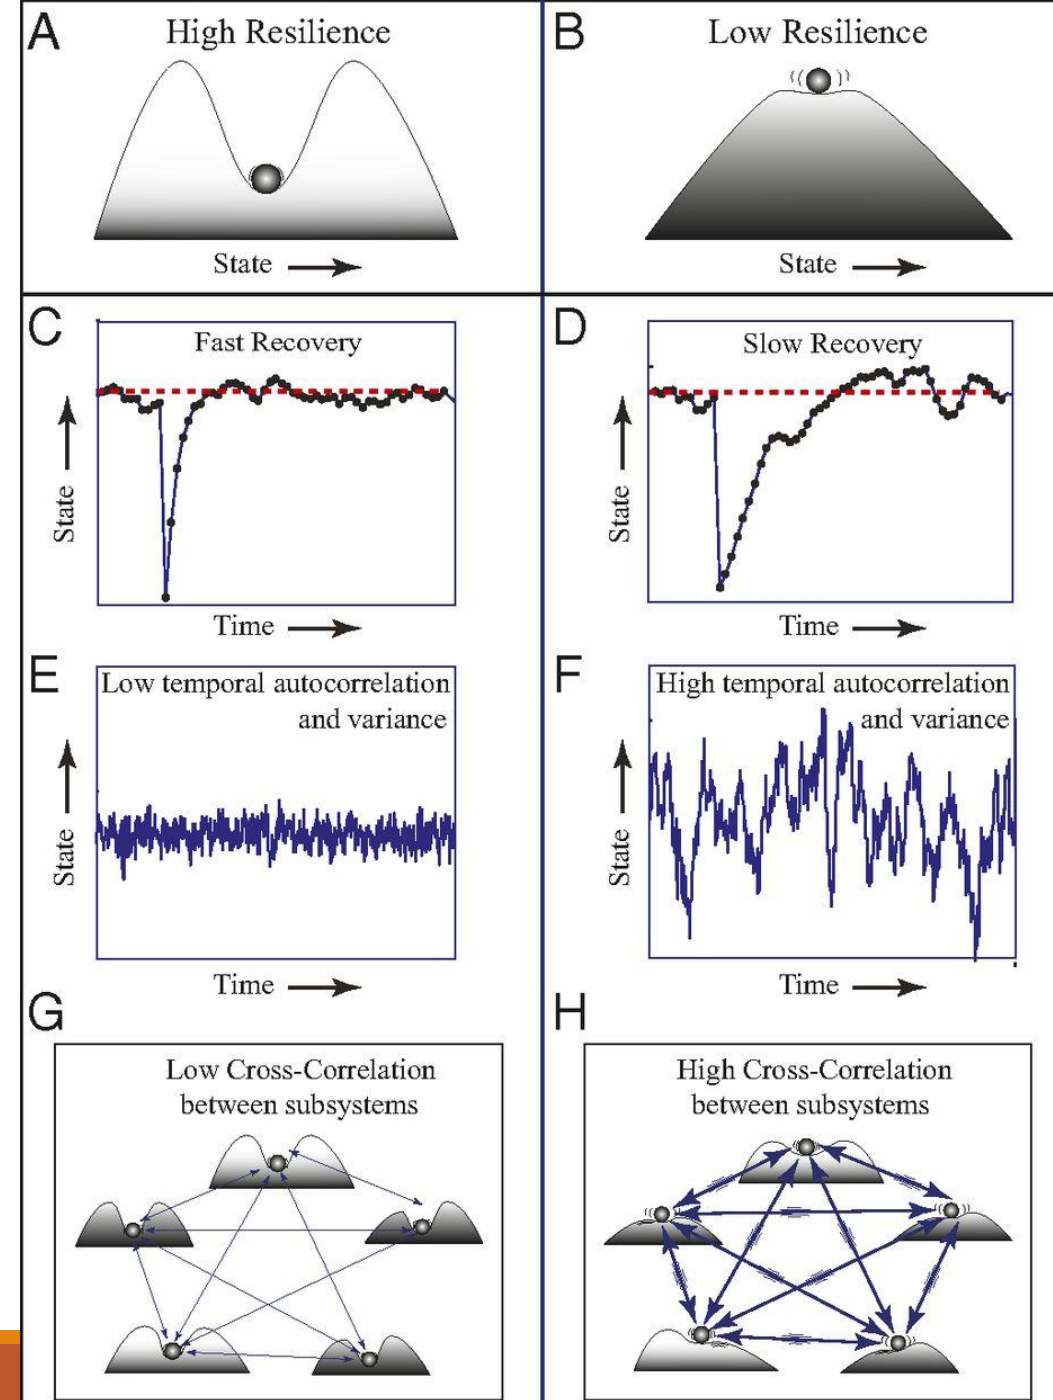 A
High Resilience
State
B
Low Resilience
State
C
Fast Recovery
State
Time
D
Slow Recovery
State
Time
E
Low temporal autocorrelation
and variance
State
Time
F
High temporal autocorrelation
and variance
State
Time
G
Low Cross-Correlation
between subsystems
H
High Cross-Correlation
between subsystems